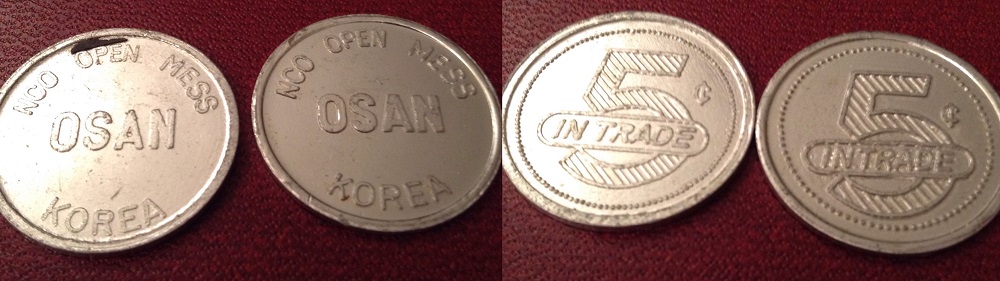 NCO OPEN MESS
OSAN
KOREA
NCO OPEN MESS
OSAN
KOREA
5¢
IN TRADE
5¢
IN TRADE